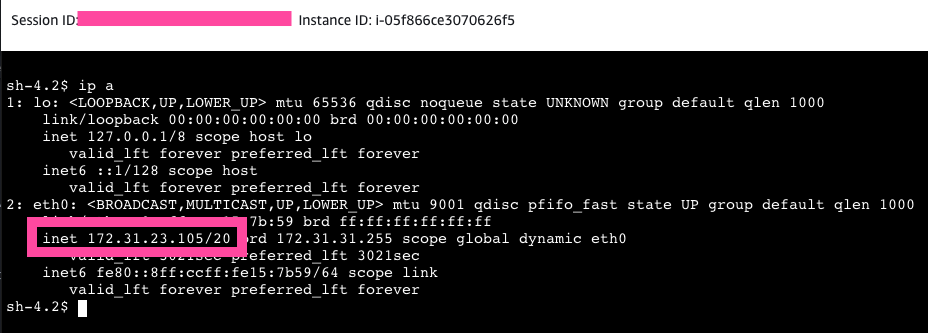 Session ID: Instance ID: i-05f866ce3070626f5
sh-4.2$ ip a
1: lo: <LOOPBACK,UP,LOWER_UP> mtu 65536 qdisc noqueue state UNKNOWN group default qlen 1000
link/loopback 00:00:00:00:00:00 brd 00:00:00:00:00:00
inet 127.0.0.1/8 scope host lo
valid_lft forever preferred_lft forever
inet6 ::1/128 scope host
valid_lft forever preferred_lft forever
2: eth0: <BROADCAST,MULTICAST,UP,LOWER_UP> mtu 9001 qdisc pfifo_fast state UP group default qlen 1000
7b:59 brd ff:ff:ff:ff:ff:ff
inet 172.31.23.105/20 brd 172.31.31.255 scope global dynamic eth0
preferred_lft 3021sec
inet6 fe80::8ff:ccff:fe15:7b59/64 scope link
valid_lft forever preferred_lft forever
sh-4.2$